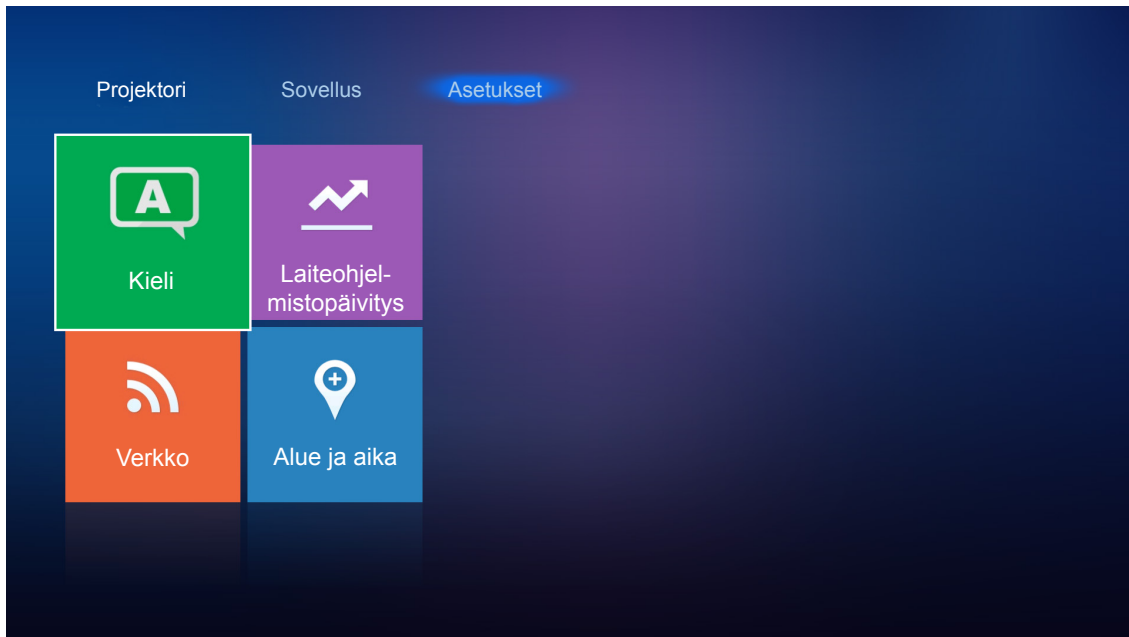 Projektori Sovellus Asetukset
A
Kieli
Laiteohjel-
mistopäivitys
Verkko
Alue ja aika